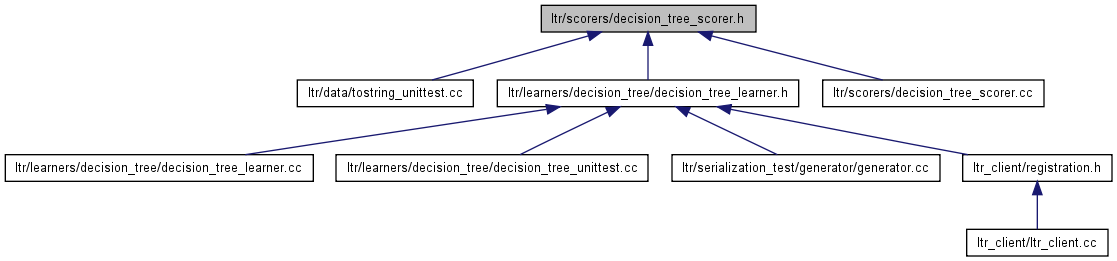 ltr/scorers/decision_tree_scorer.h
ltr/data/tostring_unittest.cc
ltr/learners/decision_tree/decision_tree_learner.h
ltr/scorers/decision_tree_scorer.cc
ltr/learners/decision_tree/decision_tree_learner.cc
ltr/learners/decision_tree/decision_tree_unittest.cc
ltr/serialization_test/generator/generator.cc
ltr_client/registration.h
ltr_client/ltr_client.cc